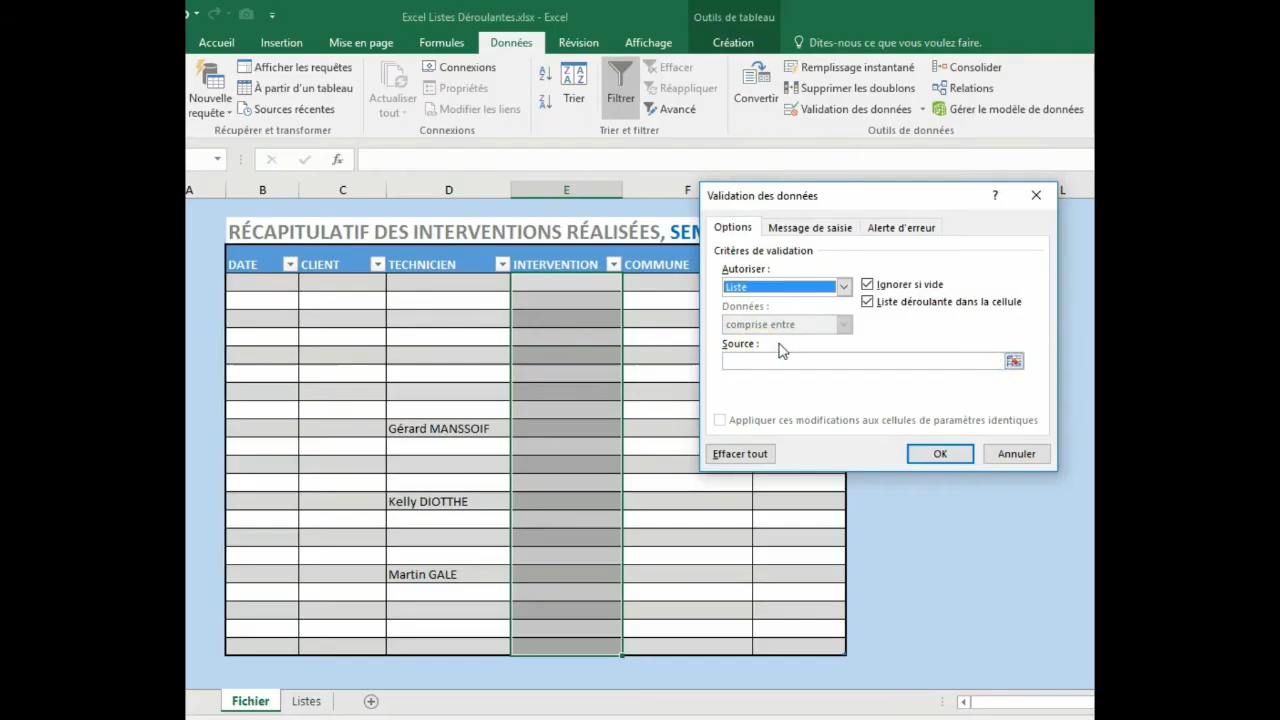 Excel Listes Déroulantes.xlsx - Excel
Outils de tableau
Accueil
Insertion
Mise en page
Formules
Données
Révision
Affichage
Création
Dites-nous ce que vous voulez faire.
Nouvelle requête
Afficher les requêtes
À partir d'un tableau
Sources récentes
Récupérer et transformer
Actualiser tout
Connexions
Propriétés
Modifier les liens
Connexions
Trier
Filtrer
Effacer
Réappliquer
Avancé
Trier et filtrer
Convertir
Remplissage instantané
Supprimer les doublons
Validation des données
Consolider
Relations
Gérer le modèle de données
Outils de données
fx
A B C D E F L
RÉCAPITULATIF DES INTERVENTIONS RÉALISÉES,
DATE CLIENT TECHNICIEN INTERVENTION COMMUNE
Gérard MANSSOIF
Kelly DIOTTHE
Martin GALE
Validation des données ?
Options
Message de saisie
Alerte d'erreur
Critères de validation
Autoriser :
Liste
Ignorer si vide
Liste déroulante dans la cellule
Données :
comprise entre
Source :
Appliquer ces modifications aux cellules de paramètres identiques
Effacer tout
OK
Annuler
Fichier
Listes